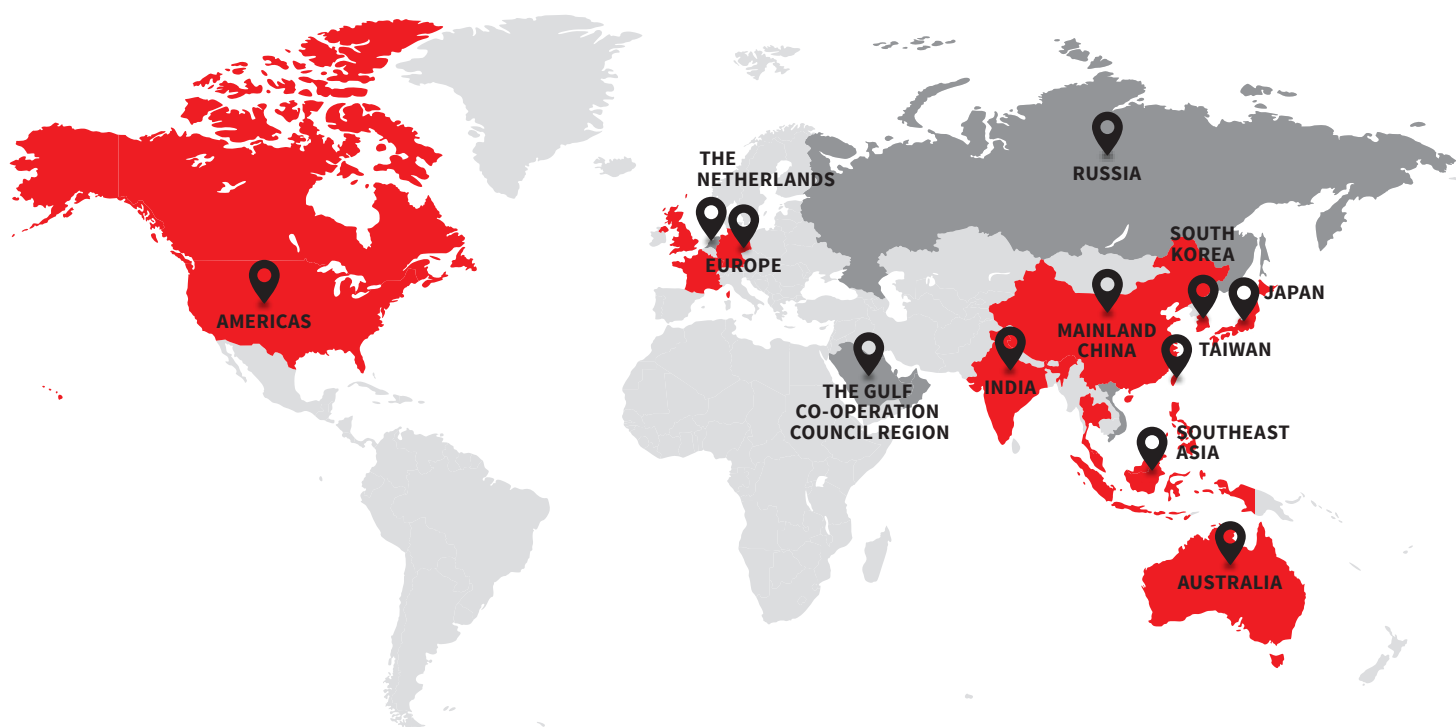 THE
NETHERLANDS
RUSSIA
SOUTH
KOREA
EUROPE
JAPAN
AMERICAS
MAINLAND
CHINA
TAIWAN
INDIA
THE GULF
CO-OPERATION
COUNCIL REGION
SOUTHEAST
ASIA
AUSTRALIA